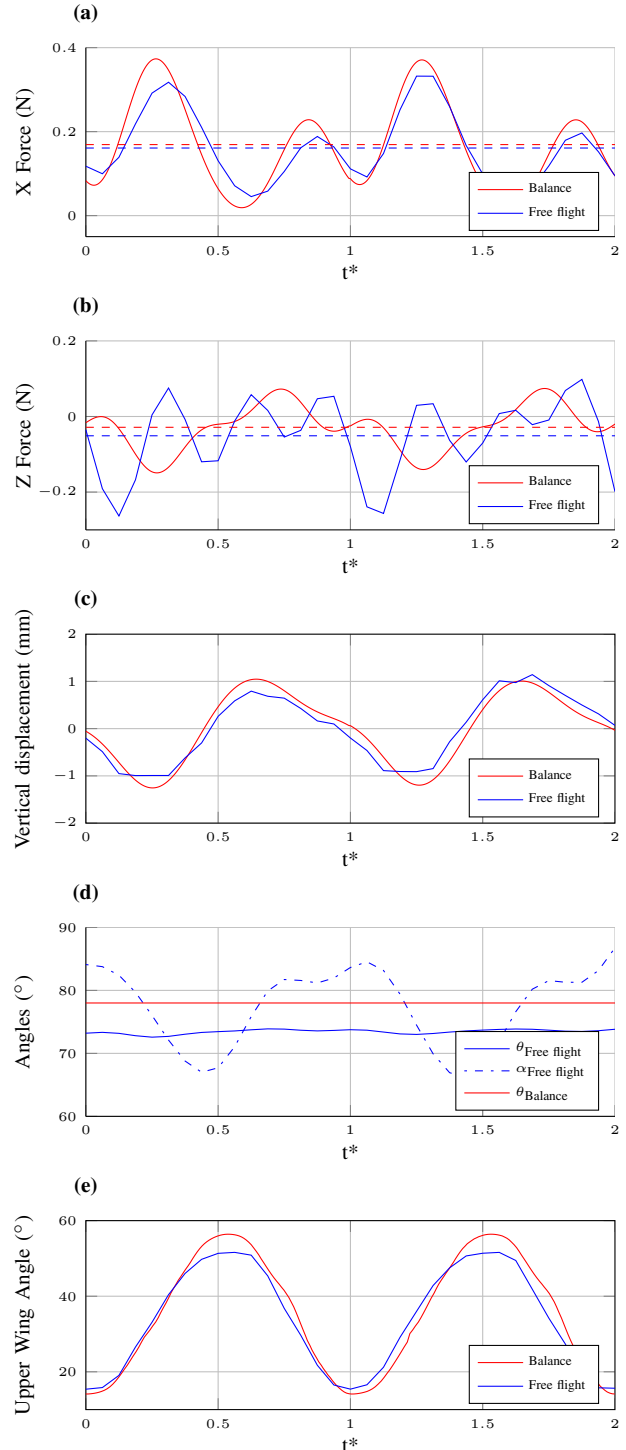 (a)
X Force (N)
0.4
0.2
0
Balance
Free flight
0 0.5 1 1.5 2
t*
(b)
Z Force (N)
0.2
0
−0.2
Balance
Free flight
0 0.5 1 1.5 2
t*
(c)
Vertical displacement (mm)
2
1
0
−1
−2
Balance
Free flight
0 0.5 1 1.5 2
t*
(d)
Angles (°)
90
80
70
60
θFree flight
αFree flight
θBalance
0 0.5 1 1.5 2
t*
(e)
Upper Wing Angle (°)
60
40
20
Balance
Free flight
0 0.5 1 1.5 2
t*